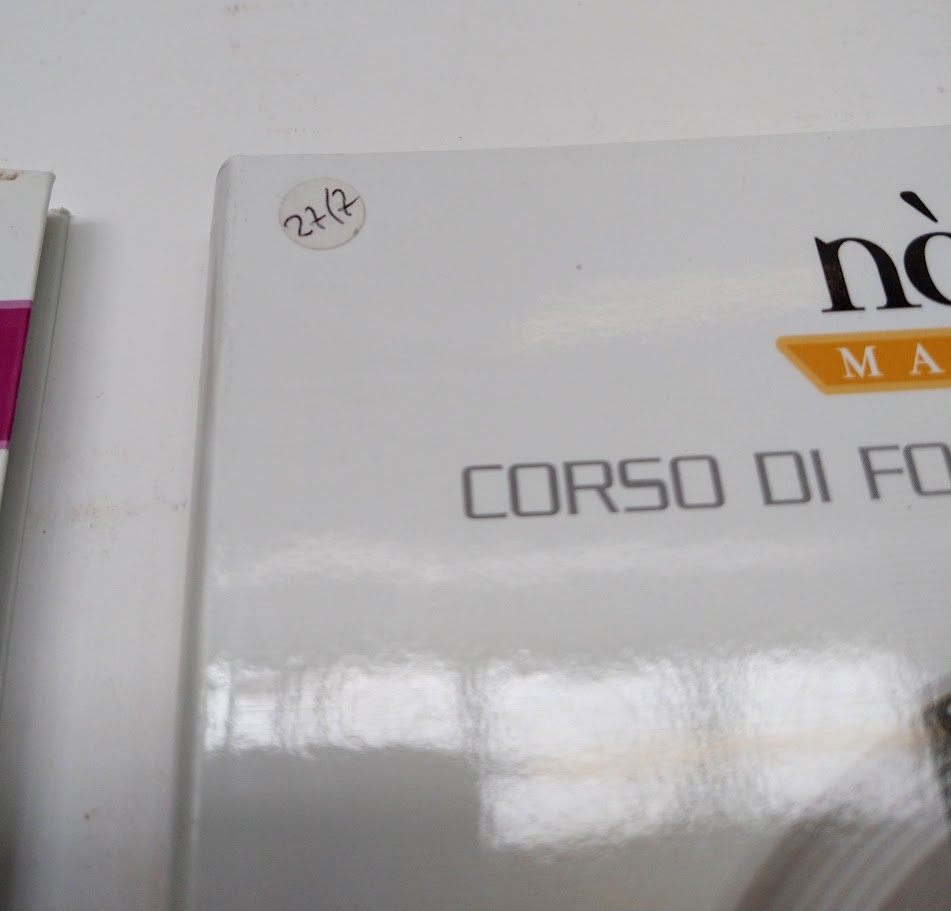 27/7
nò
MA
CORSO DI FO